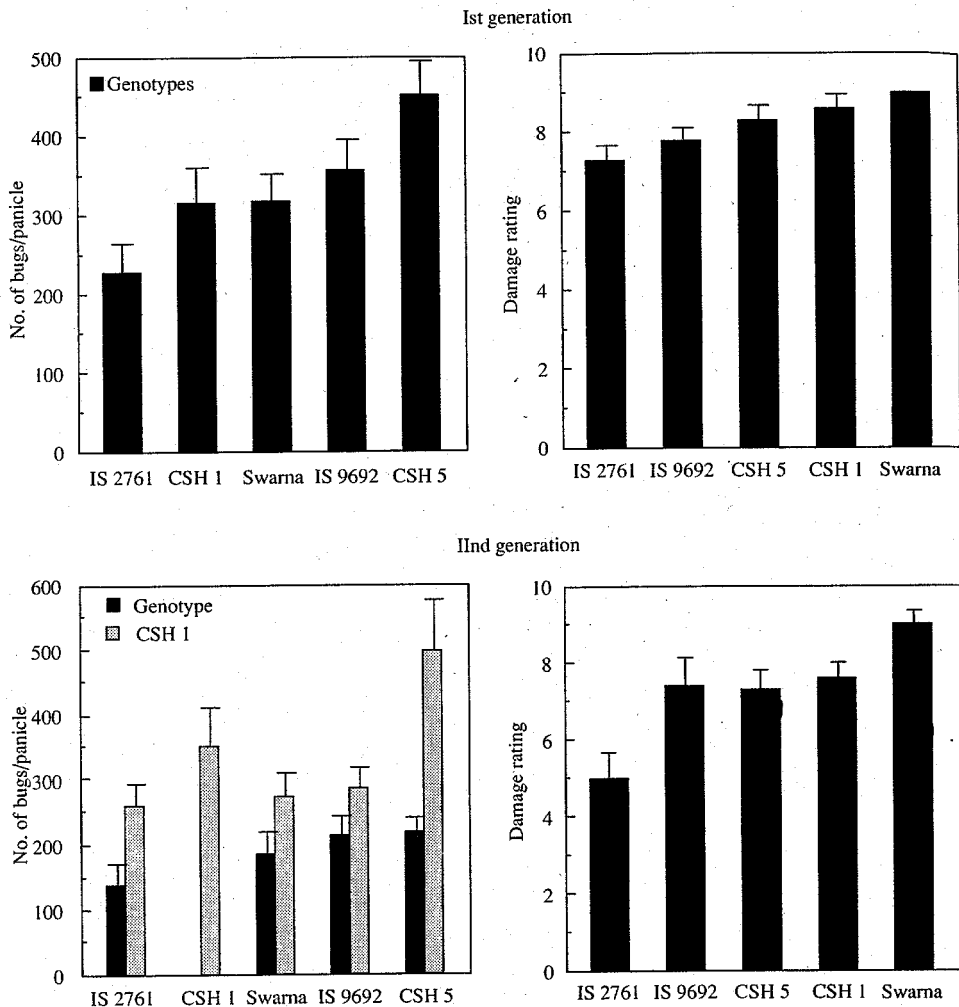 Ist generation
500
400
300
200
100
0
No. of bugs/panicle
Genotypes
IS 2761 CSH 1 Swarna IS 9692 CSH 5
10
8
6
4
2
0
Damage rating
IS 2761 IS 9692 CSH 5 CSH 1 Swarna
IInd generation
600
500
400
300
200
100
0
No. of bugs/panicle
Genotype
CSH 1
IS 2761 CSH 1 Swarna IS 9692 CSH 5
10
8
6
4
2
0
Damage rating
IS 2761 IS 9692 CSH 5 CSH 1 Swarna